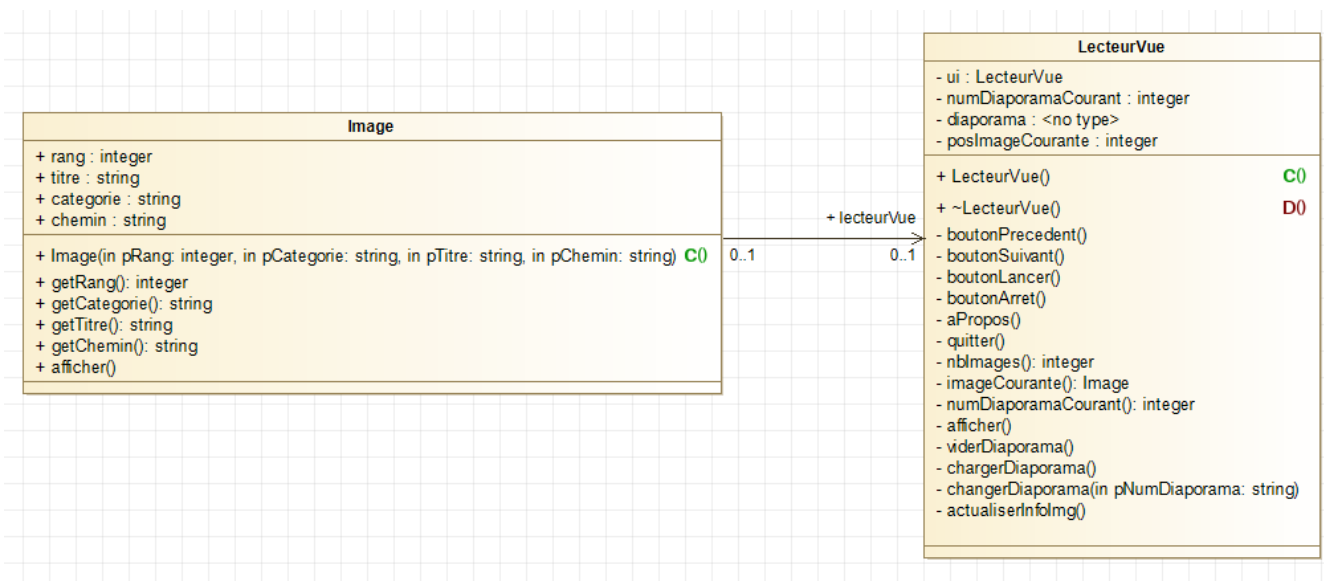 Image
+ rang : integer
+ titre : string
+ categorie : string
+ chemin : string
+ Image(in pRang: integer, in pCategorie: string, in pTitre: string, in pChemin: string) C()
+ getRang(): integer
+ getCategorie(): string
+ getTitre(): string
+ getChemin(): string
+ afficher()
+ lecteurVue
0..1
0..1
LecteurVue
- ui : LecteurVue
- numDiaporamaCourant : integer
- diaporama : <no type>
- posImageCourante : integer
+ LecteurVue() C()
+ ~LecteurVue() D()
- boutonPrecedent()
- boutonSuivant()
- boutonLancer()
- boutonArret()
- aPropos()
- quitter()
- nbImages(): integer
- imageCourante(): Image
- numDiaporamaCourant(): integer
- afficher()
- viderDiaporama()
- chargerDiaporama()
- changerDiaporama(in pNumDiaporama: string)
- actualiserInfoImg()